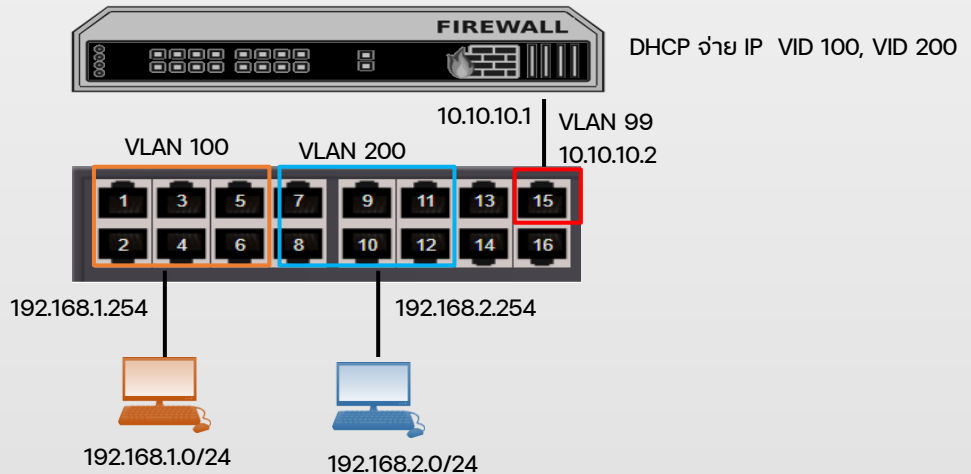 FIREWALL
DHCP จ่าย IP VID 100, VID 200
10.10.10.1
VLAN 99
10.10.10.2
VLAN 100
VLAN 200
1 3 5 7 9 11 13 15
2 4 6 8 10 12 14 16
192.168.1.254
192.168.2.254
192.168.1.0/24
192.168.2.0/24